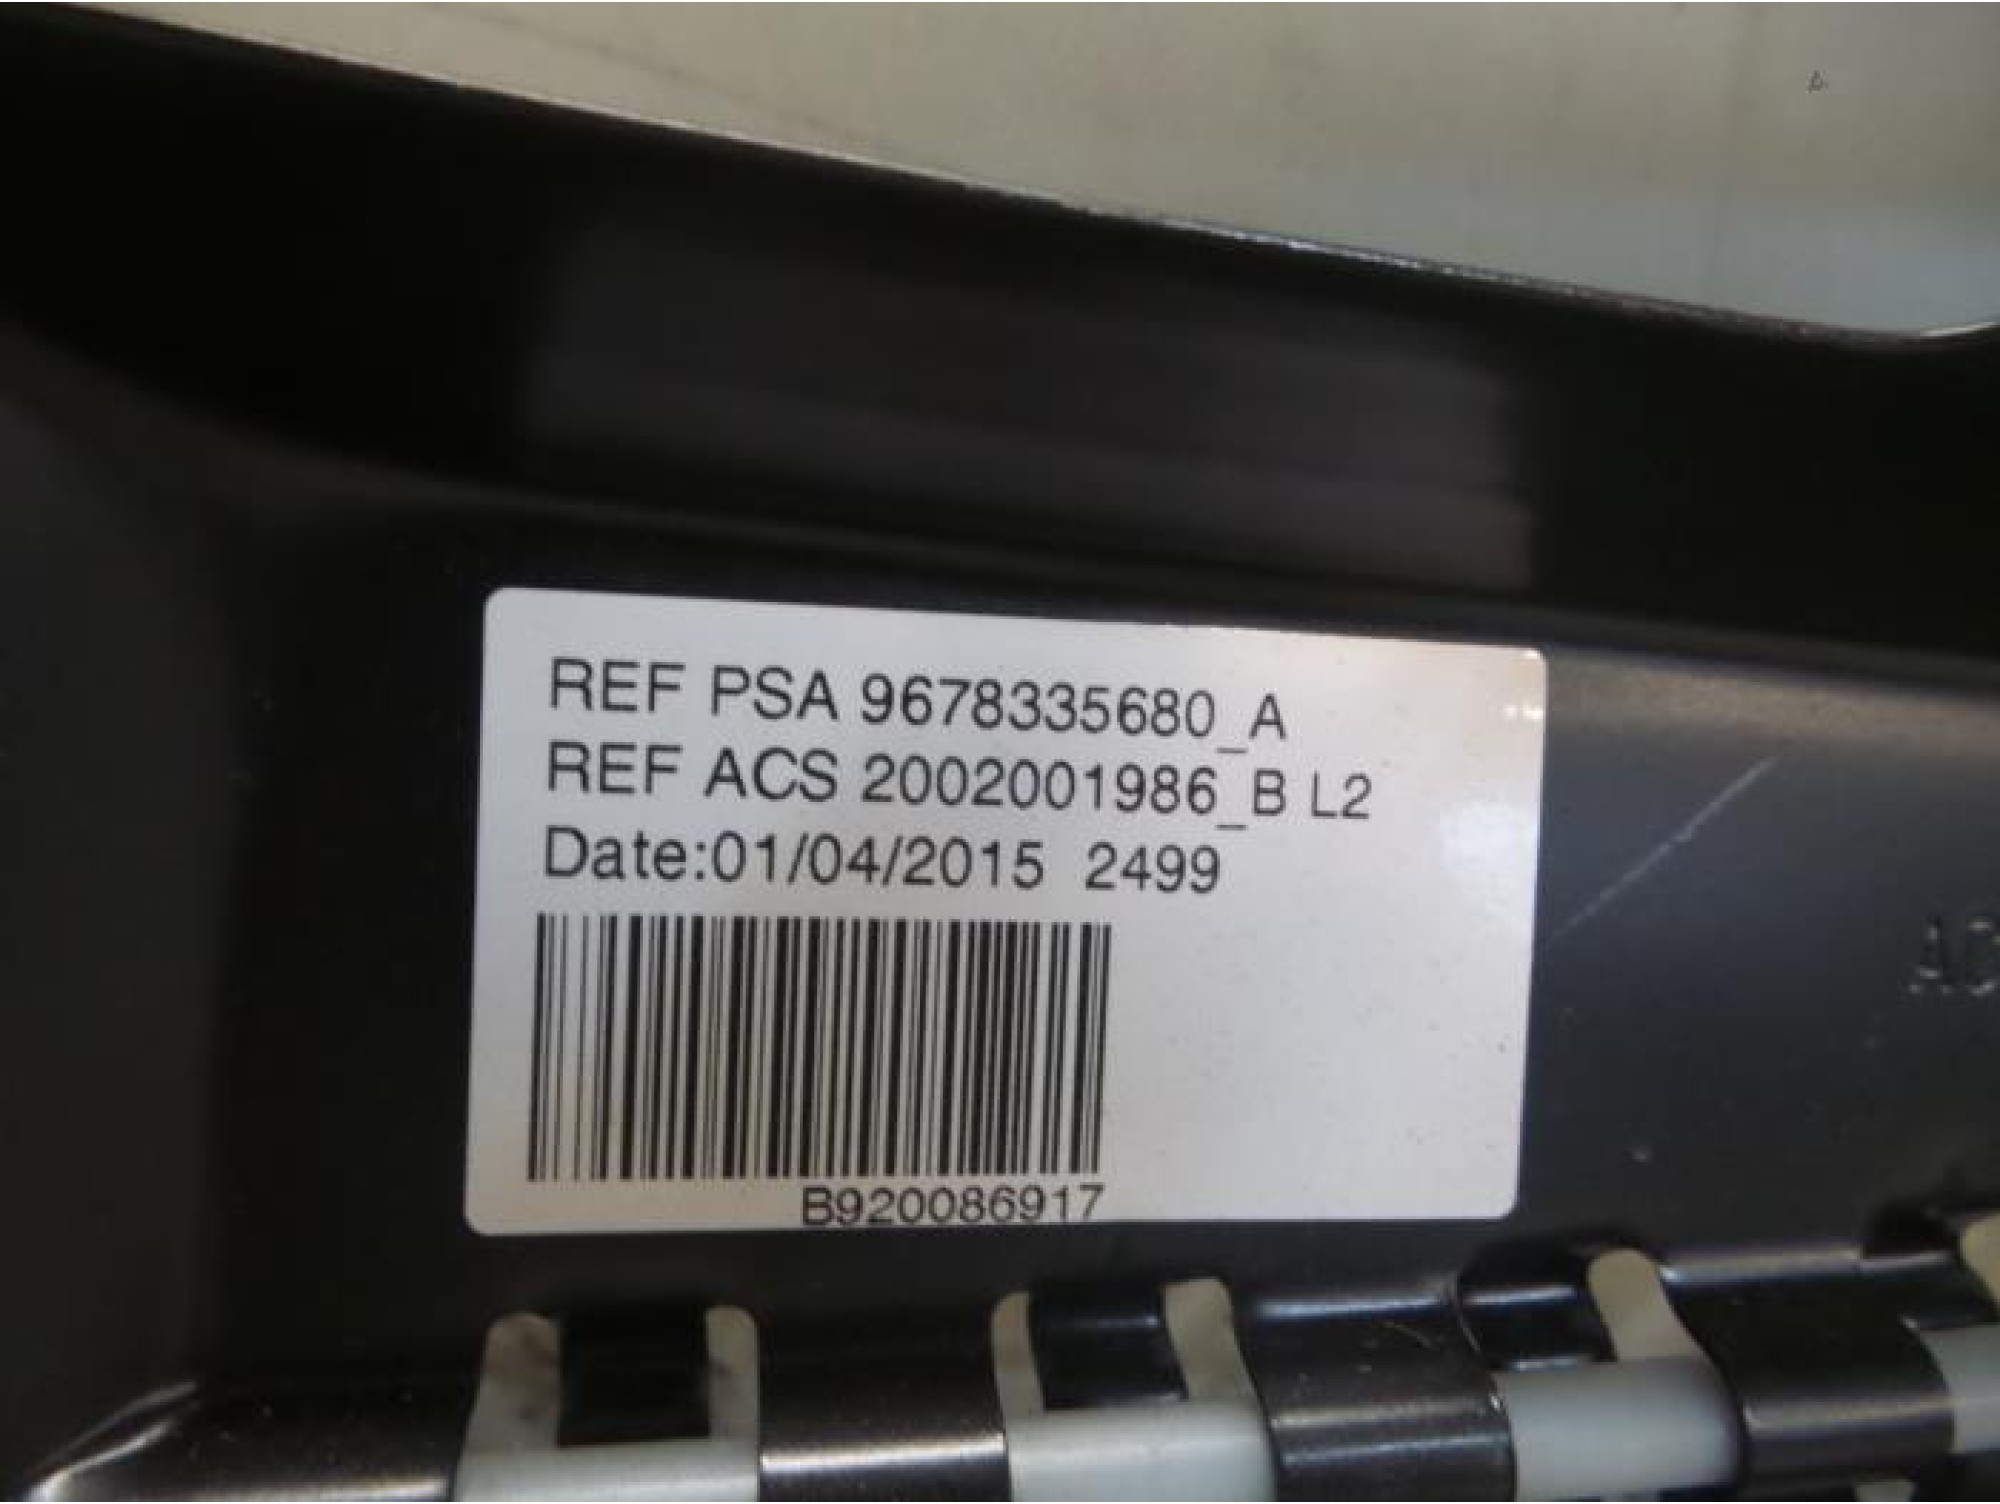 REF PSA 9678335680_A
REF ACS 2002001986_B L2
Date:01/04/2015 2499
B920086917